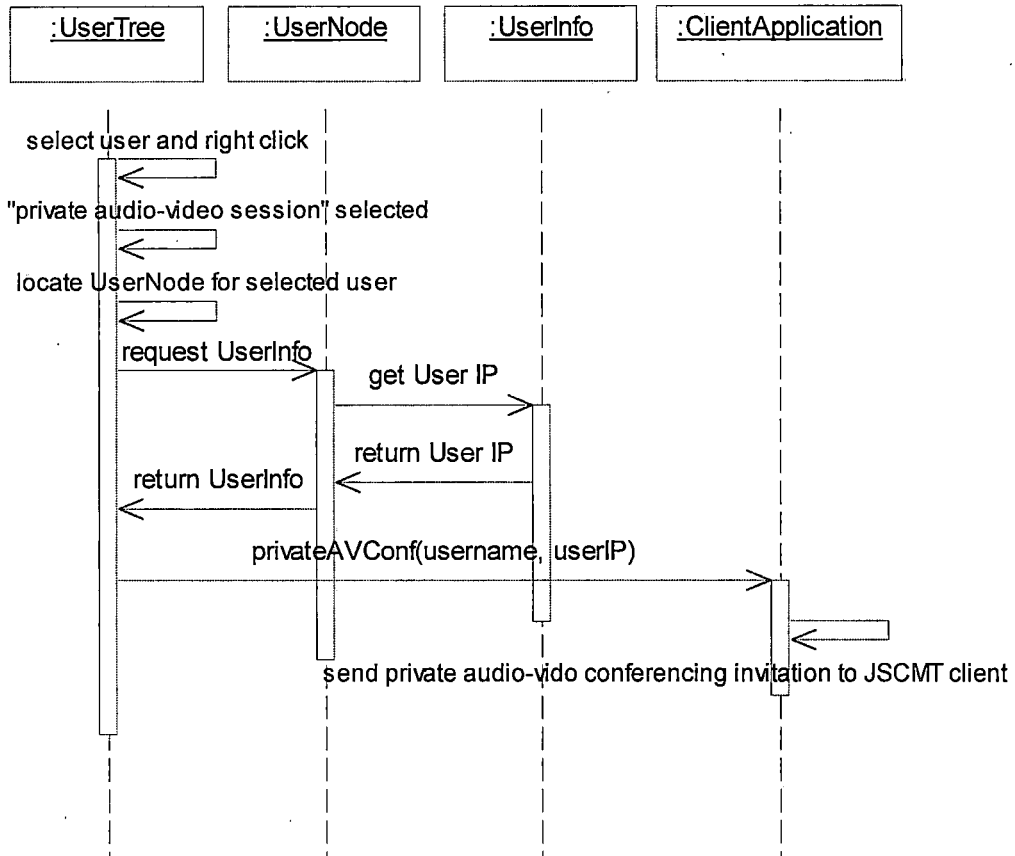 :UserTree
:UserNode
:UserInfo
:ClientApplication
select user and right click
"private audio-video session" selected
locate UserNode for selected user
request UserInfo
get User IP
return User IP
return UserInfo
privateAVConf(username, userIP)
send private audio-vido conferencing invitation to JSCMT client